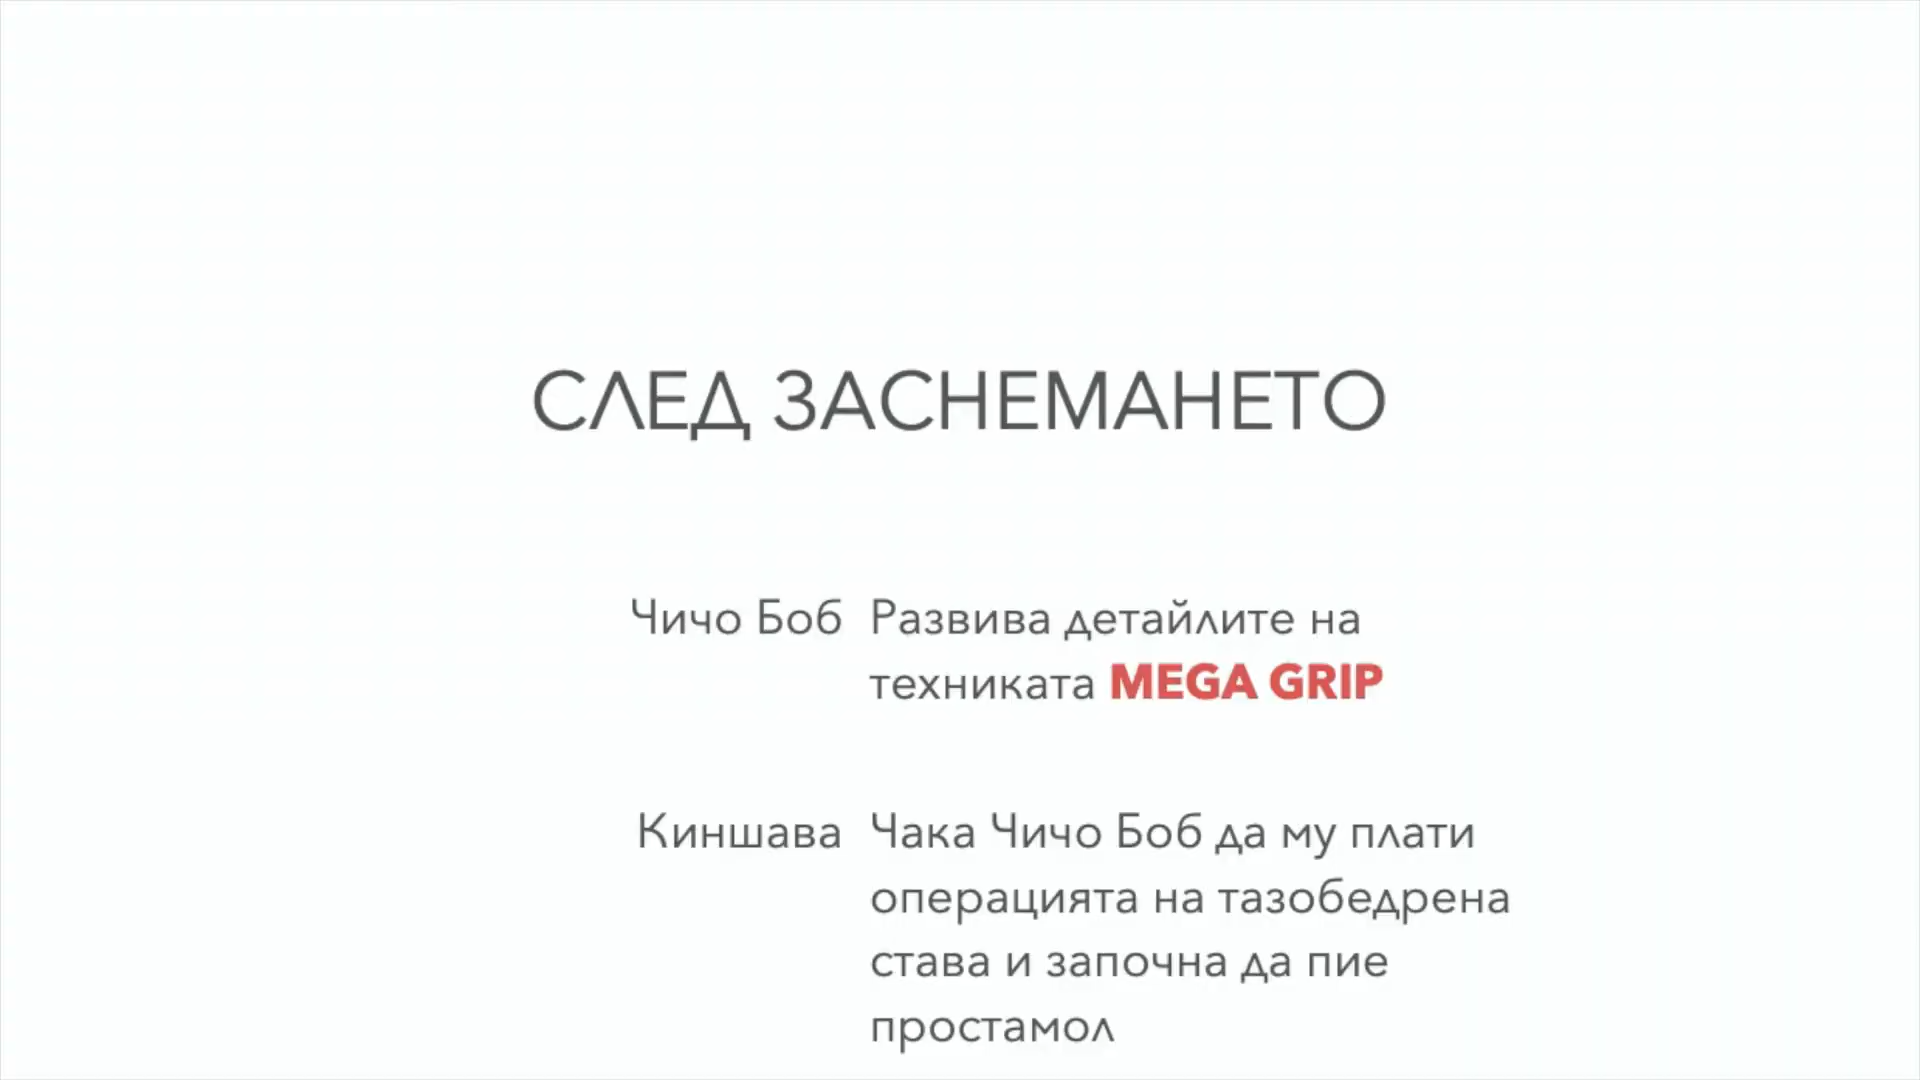 СЛЕД ЗАСНЕМАНЕТО
Чичо Боб Развива детайлите на
техниката MEGA GRIP
Киншава Чака Чичо Боб да му плати
операцията на тазобедрена
става и започна да пие
простамол